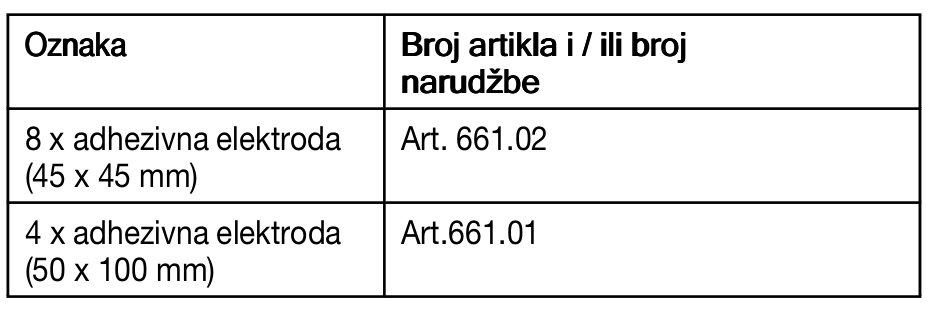 Oznaka
Broj artikla i / ili broj
narudžbe
8 x adhezivna elektroda
(45 x 45 mm)
Art. 661.02
4 x adhezivna elektroda
(50 x 100 mm)
Art.661.01